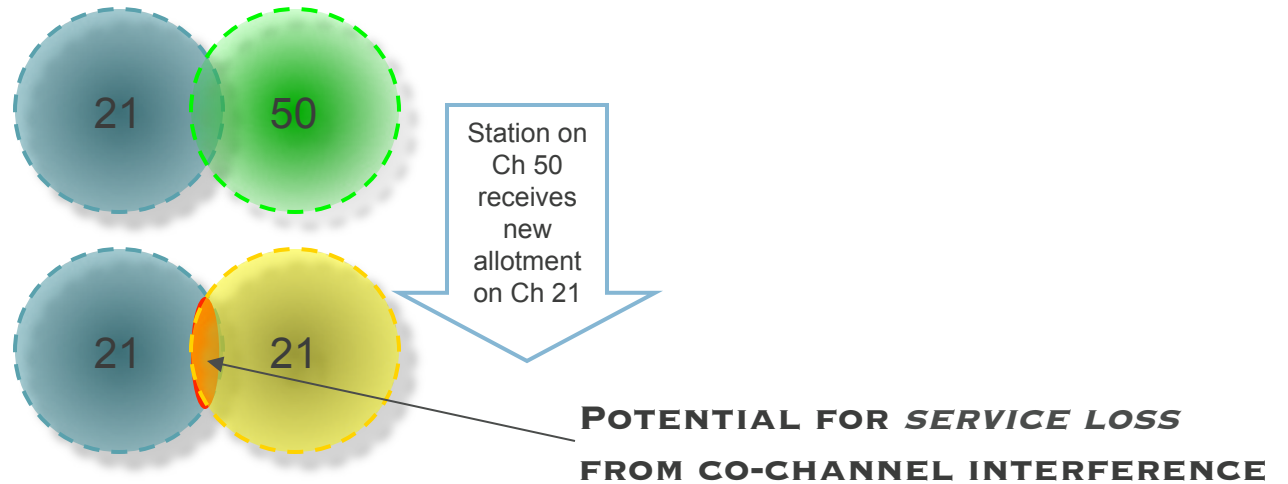 21
50
Station on
Ch 50
receives
new
allotment
on Ch 21
21
21
POTENTIAL FOR SERVICE LOSS
FROM CO-CHANNEL INTERFERENCE